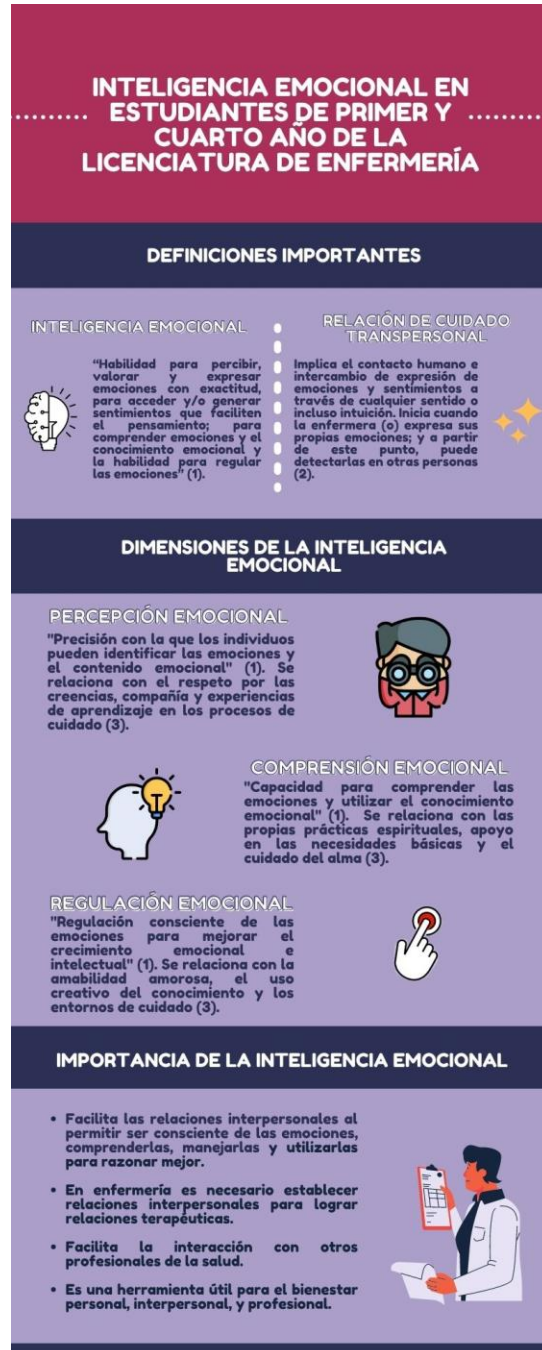 INTELIGENCIA EMOCIONAL EN
ESTUDIANTES DE PRIMER Y
CUARTO AÑO DE LA
LICENCIATURA DE ENFERMERÍA
DEFINICIONES IMPORTANTES
INTELIGENCIA EMOCIONAL
“Habilidad para percibir,
valorar y expresar
emociones con exactitud,
para acceder y/o generar
sentimientos que faciliten
el pensamiento; para
comprender emociones y el
conocimiento emocional y
la habilidad para regular
las emociones” (1).
RELACIÓN DE CUIDADO
TRANSPERSONAL
Implica el contacto humano e
intercambio de expresión de
emociones y sentimientos a
través de cualquier sentido o
incluso intuición. Inicia cuando
la enfermera (o) expresa sus
propias emociones; y a partir
de este punto, puede
detectarlas en otras personas
(2).
DIMENSIONES DE LA INTELIGENCIA
EMOCIONAL
PERCEPCIÓN EMOCIONAL
"Precisión con la que los individuos
pueden identificar las emociones y
el contenido emocional" (1). Se
relaciona con el respeto por las
creencias, compañía y experiencias
de aprendizaje en los procesos de
cuidado (3).
COMPRENSIÓN EMOCIONAL
"Capacidad para comprender las
emociones y utilizar el conocimiento
emocional" (1). Se relaciona con las
propias prácticas espirituales, apoyo
en las necesidades básicas y el
cuidado del alma (3).
REGULACIÓN EMOCIONAL
"Regulación consciente de las
emociones para mejorar el
crecimiento emocional e
intelectual" (1). Se relaciona con la
amabilidad amorosa, el uso
creativo del conocimiento y los
entornos de cuidado (3).
IMPORTANCIA DE LA INTELIGENCIA EMOCIONAL
• Facilita las relaciones interpersonales al
permitir ser consciente de las emociones,
comprenderlas, manejarlas y utilizarlas
para razonar mejor.
• En enfermería es necesario establecer
relaciones interpersonales para lograr
relaciones terapéuticas.
• Facilita la interacción con otros
profesionales de la salud.
• Es una herramienta útil para el bienestar
personal, interpersonal, y profesional.